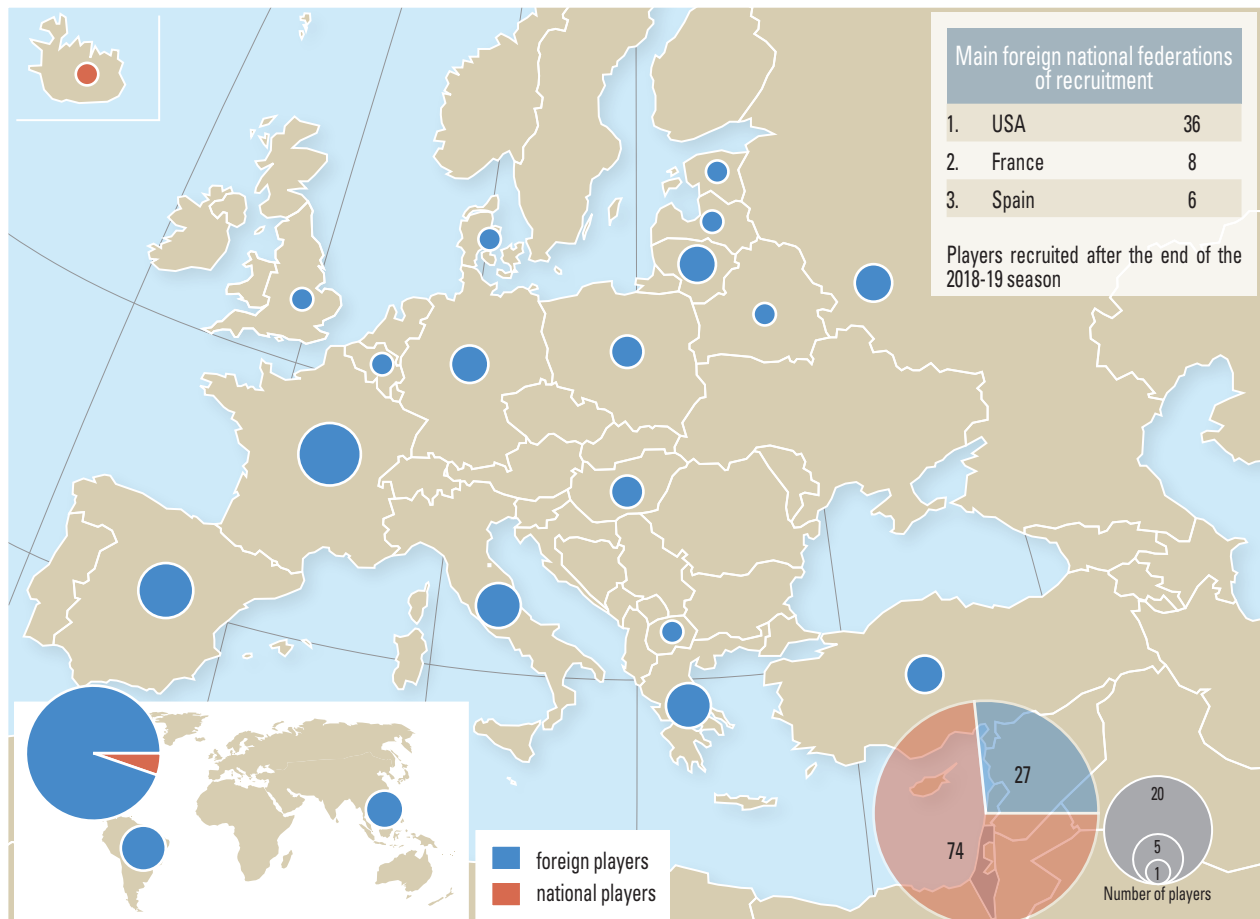 Main foreign national federations
of recruitment
1. USA 36
2. France 8
3. Spain 6
Players recruited after the end of the
2018-19 season
27
74
20
5
1
Number of players
foreign players
national players